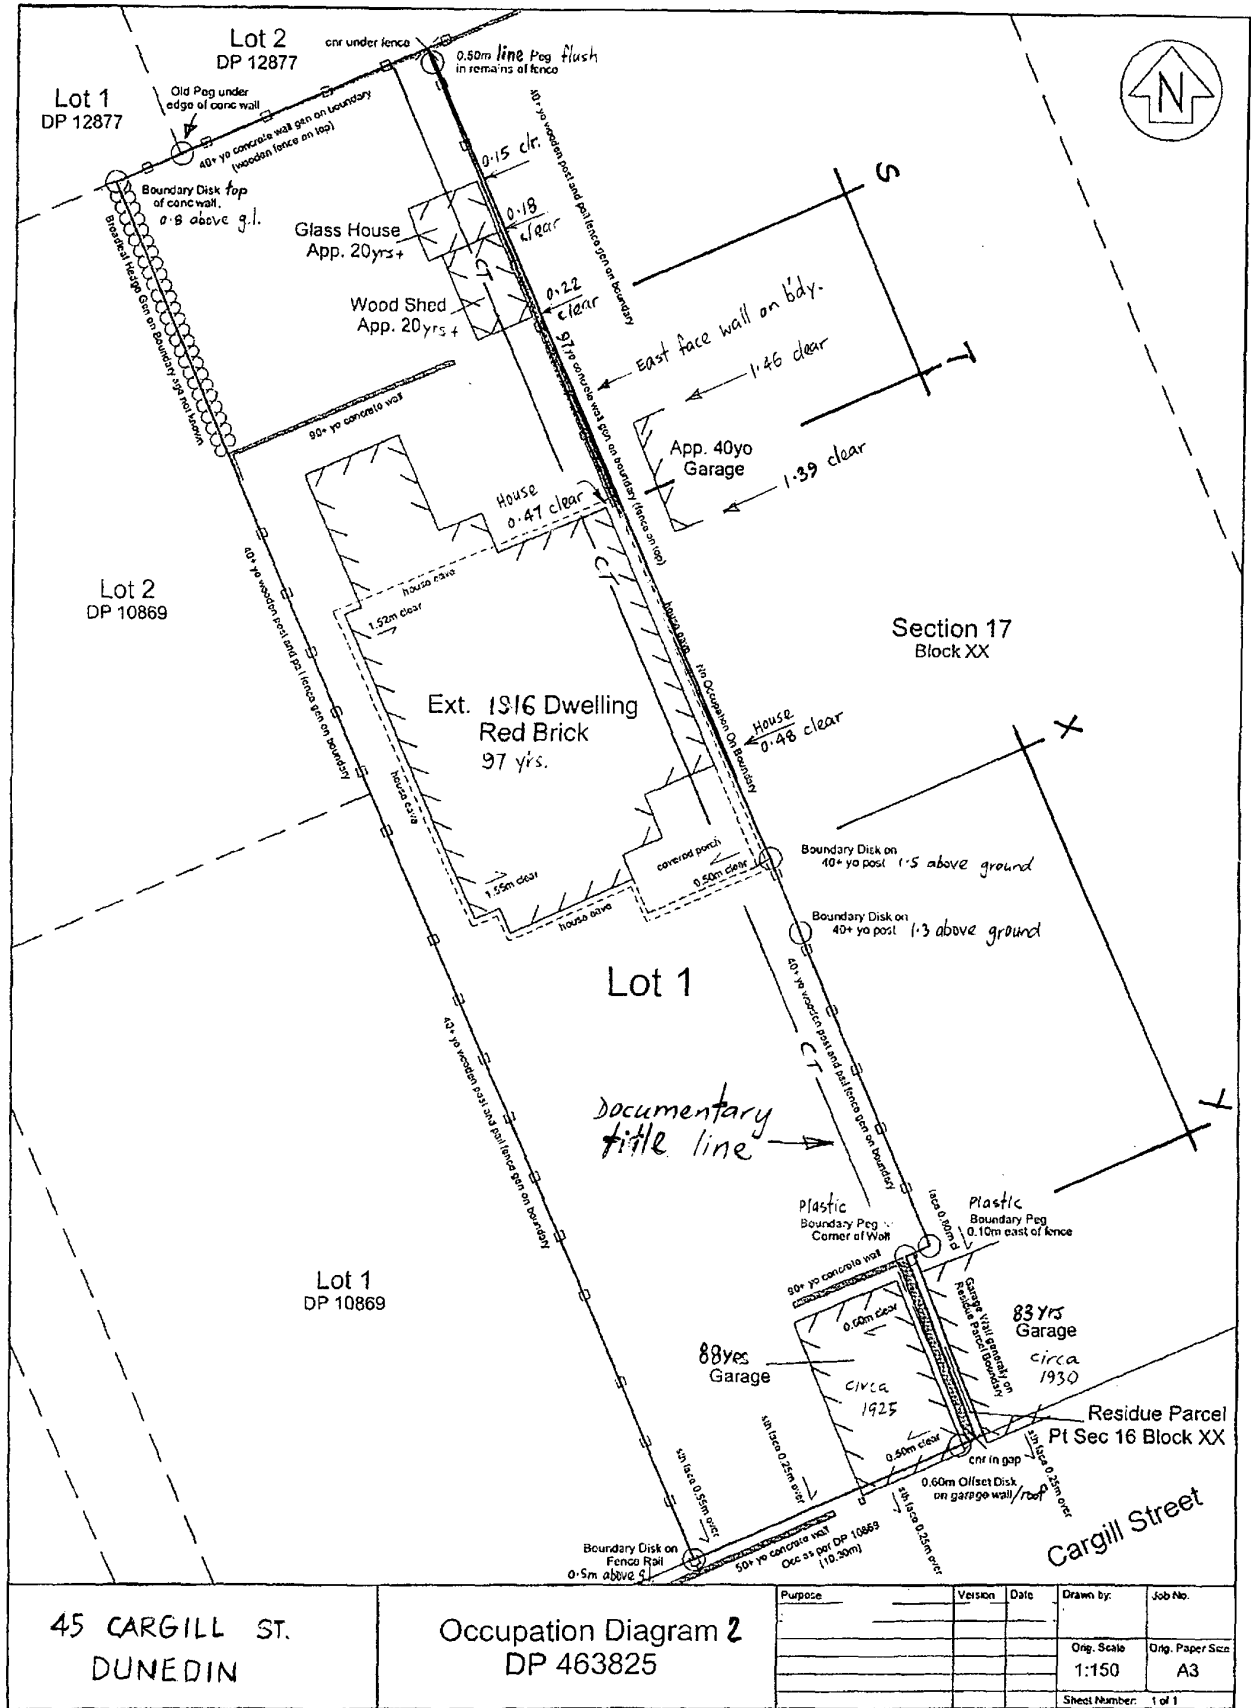 Lot 2
DP 12877
cnr under fence
0.50m line Peg flush
in remains of fence
N
Lot 1
DP 12877
Old Peg under
edge of conc wall
40+ yo concrete wall gen on boundary
(wooden fence on top)
40+ yo wooden post and pail fence gen on boundary
0.15 clr.
S
Boundary Disk top
of conc wall.
0.8 above g.l.
Broadleaf Hedge Gen on Boundary age not known
Glass House
App. 20yrs+
0.18
clear
CT
Wood Shed
App. 20yrs+
0.22
clear
East face wall on bdy.
97yo concrete wall gen on boundary (fence on top)
1.46 clear
T
90+ yo concrete wall
App. 40yo
Garage
1.39 clear
House
0.47 clear
CT
Lot 2
DP 10869
40+ yo wooden post and pail fence gen on boundary
house eave
1.52m clear
house eave
No Occupation On Boundary
Section 17
Block XX
Ext. 1916 Dwelling
Red Brick
97 yrs.
House
0.48 clear
X
house eave
covered porch
0.50m clear
Boundary Disk on
40+ yo post 1.5 above ground
1.55m clear
house eave
Boundary Disk on
40+ yo post 1.3 above ground
Lot 1
40+ yo wooden post and pail fence gen on boundary
40+ yo wooden post and pail fence gen on boundary
CT
Documentary
title line
Y
Plastic
Boundary Peg
Corner of Wall
Plastic
Boundary Peg
0.10m east of fence
90+ yo concrete wall
Lot 1
DP 10869
0.60m clear
Garage Wall generally on
Residue Parcel Boundary
83 yrs
Garage
circa
1930
88yes
Garage
circa
1925
Residue Parcel
Pt Sec 16 Block XX
0.50m clear
cnr in gap
sth face 0.55m over
sth face 0.25m over
sth face 0.25m over
sth face 0.25m over
0.60m Offset Disk
on garage wall/roof
Cargill Street
Boundary Disk on
Fence Rail
0.5m above g
50+ yo concrete wall
Occ as por DP 10869
(10.30m)
45 CARGILL ST.
DUNEDIN
Occupation Diagram 2
DP 463825
Purpose
Version
Date
Drawn by:
Job No.
Orig. Scale
1:150
Orig. Paper Size
A3
Sheet Number: 1 of 1